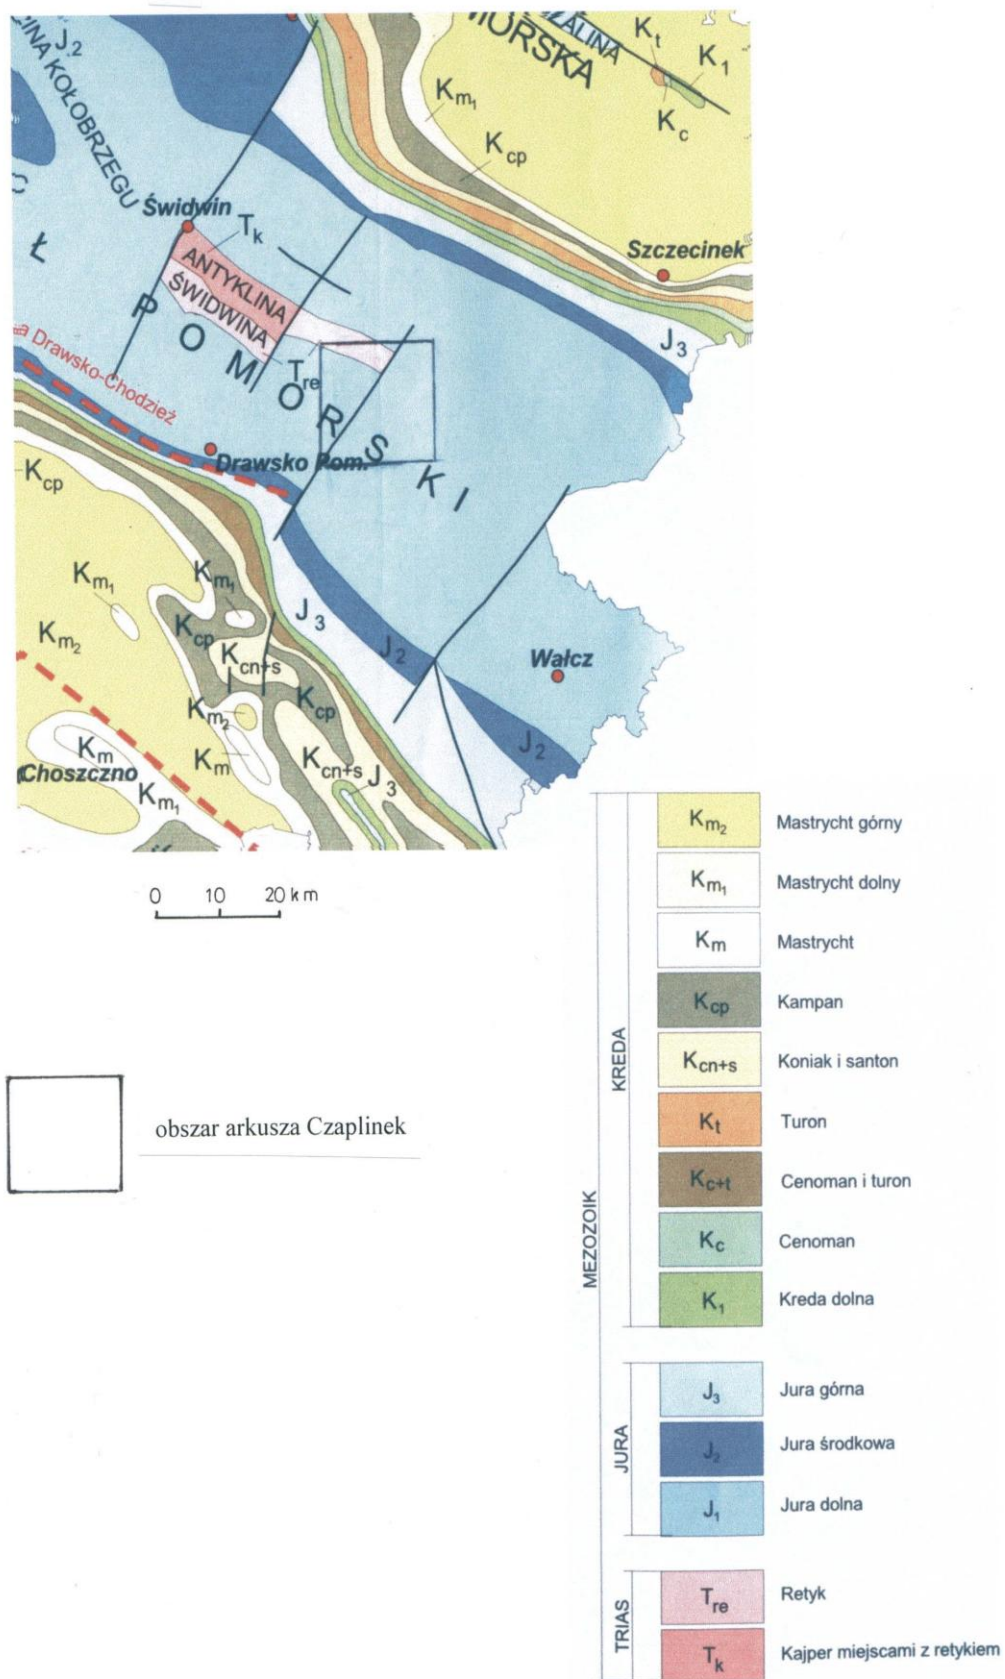 J2
CINA KOŁOBRZEGU
C
Ł
P O M O R S K I
ZALINA
MORSKA
Kt
K1
Kc
Km1
Kcp
Świdwin
Tk
Szczecinek
ANTYKLINA
ŚWIDWINA
Tre
J3
a Drawsko-Chodzież
Drawsko Pom.
Kcp
Km1
Km1
Kcp
Km2
Kcn+s
J3
J2
Wałcz
Kcp
Km2
Km
Km
Kcn+s
J3
J2
Choszczno
Km1
0 10 20 km
obszar arkusza Czaplinek
MEZOZOIK
KREDA
Km2 Mastrycht górny
Km1 Mastrycht dolny
Km Mastrycht
Kcp Kampan
Kcn+s Koniak i santon
Kt Turon
Kc+t Cenoman i turon
Kc Cenoman
K1 Kreda dolna
JURA
J3 Jura górna
J2 Jura środkowa
J1 Jura dolna
TRIAS
Tre Retyk
Tk Kajper miejscami z retykiem